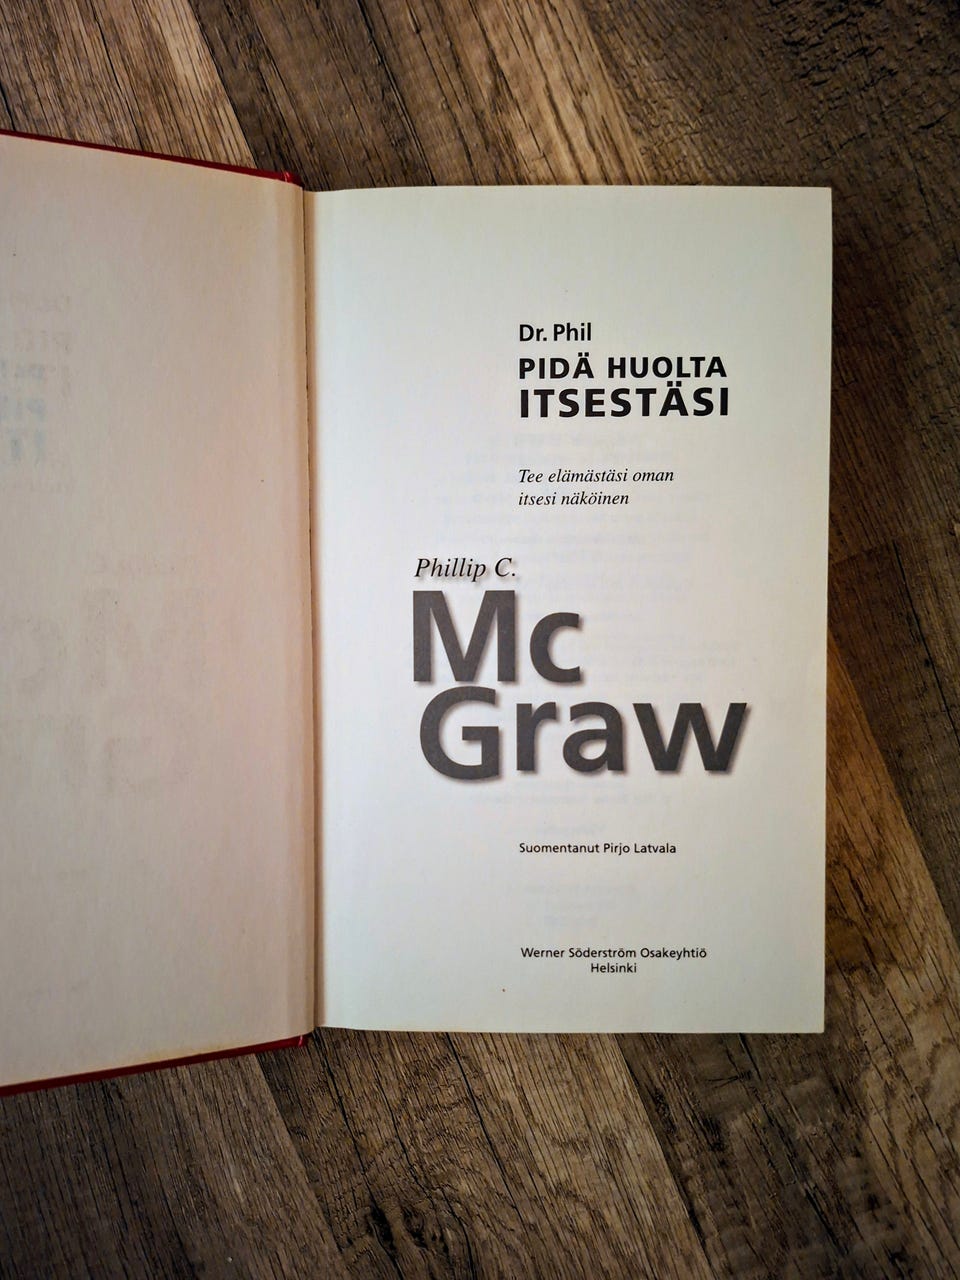 Dr. Phil
PIDÄ HUOLTA
ITSESTÄSI
Tee elämästäsi oman
itsesi näköinen
Phillip C.
Mc
Graw
Suomentanut Pirjo Latvala
Werner Söderström Osakeyhtiö
Helsinki